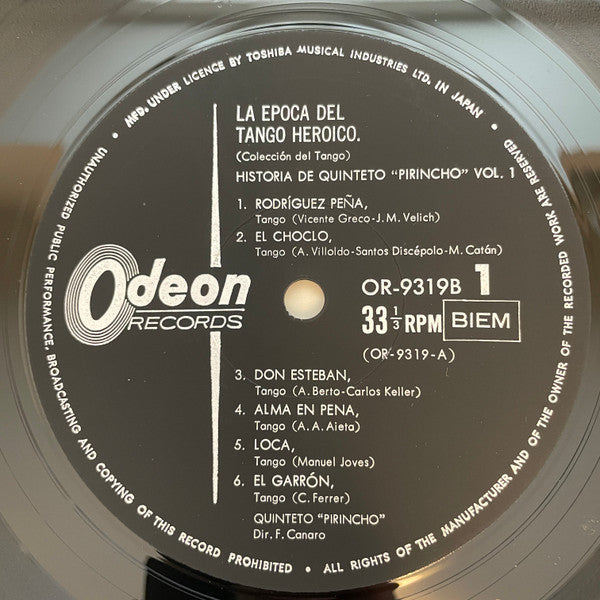 MFD. UNDER LICENCE BY TOSHIBA MUSICAL INDUSTRIES LTD. IN JAPAN •
LA EPOCA DEL
TANGO HEROICO.
(Colección del Tango)
HISTORIA DE QUINTETO "PIRINCHO" VOL. 1
1. RODRÍGUEZ PEÑA,
Tango (Vicente Greco-J. M. Velich)
2. EL CHOCLO,
Tango (A. Villoldo-Santos Discépolo-M. Catán)
Odeon
RECORDS
OR-9319B 1
33 1/3 RPM BIEM
(OR-9319-A)
3. DON ESTEBAN,
Tango (A. Berto-Carlos Keller)
4. ALMA EN PENA,
Tango (A. A. Aieta)
5. LOCA,
Tango (Manuel Joves)
6. EL GARRÓN,
Tango (C. Ferrer)
QUINTETO "PIRINCHO"
Dir. F. Canaro
ALL RIGHTS OF THE MANUFACTURER AND OF THE OWNER OF THE RECORDED WORK ARE RESERVED •
UNAUTHORIZED PUBLIC PERFORMANCE, BROADCASTING AND COPYING OF THIS RECORD PROHIBITED •